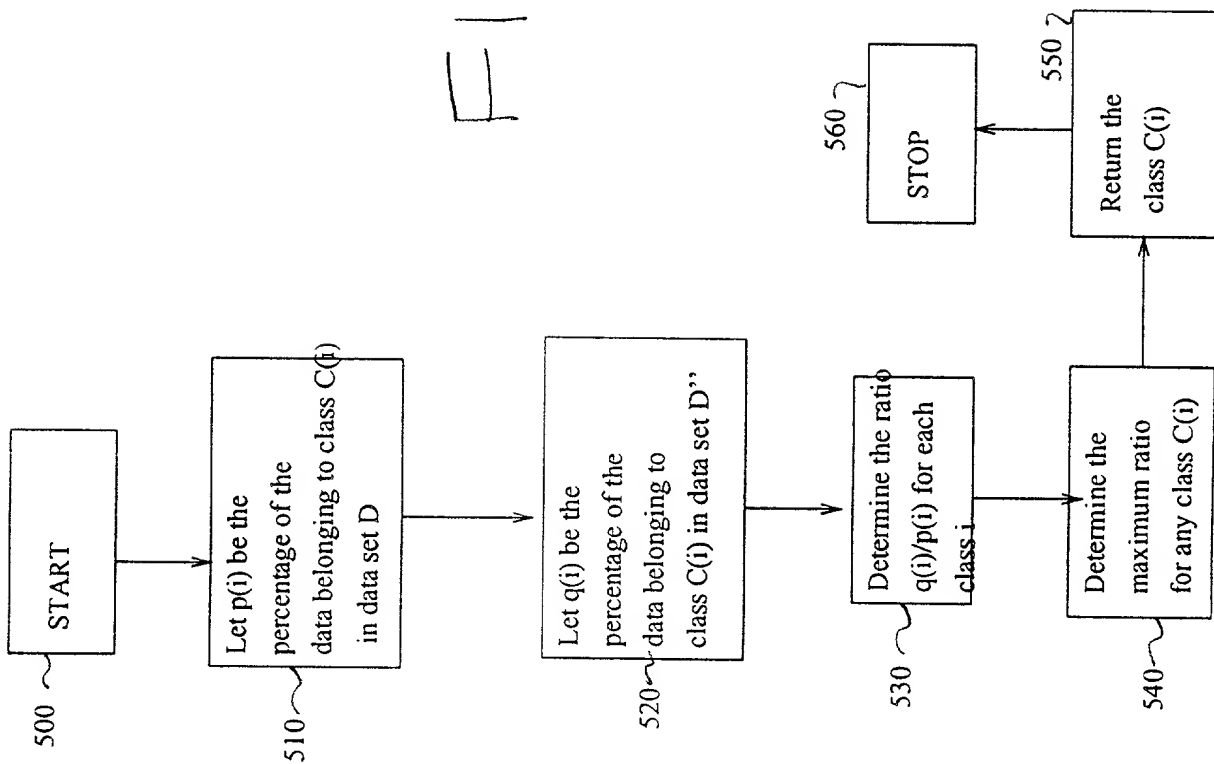 500
START
510
Let p(i) be the
percentage of the
data belonging to class C(i)
in data set D
520
Let q(i) be the
percentage of the
data belonging to
class C(i) in data set D’’
530
Determine the ratio
q(i)/p(i) for each
class i
540
Determine the
maximum ratio
for any class C(i)
550
Return the
class C(i)
560
STOP